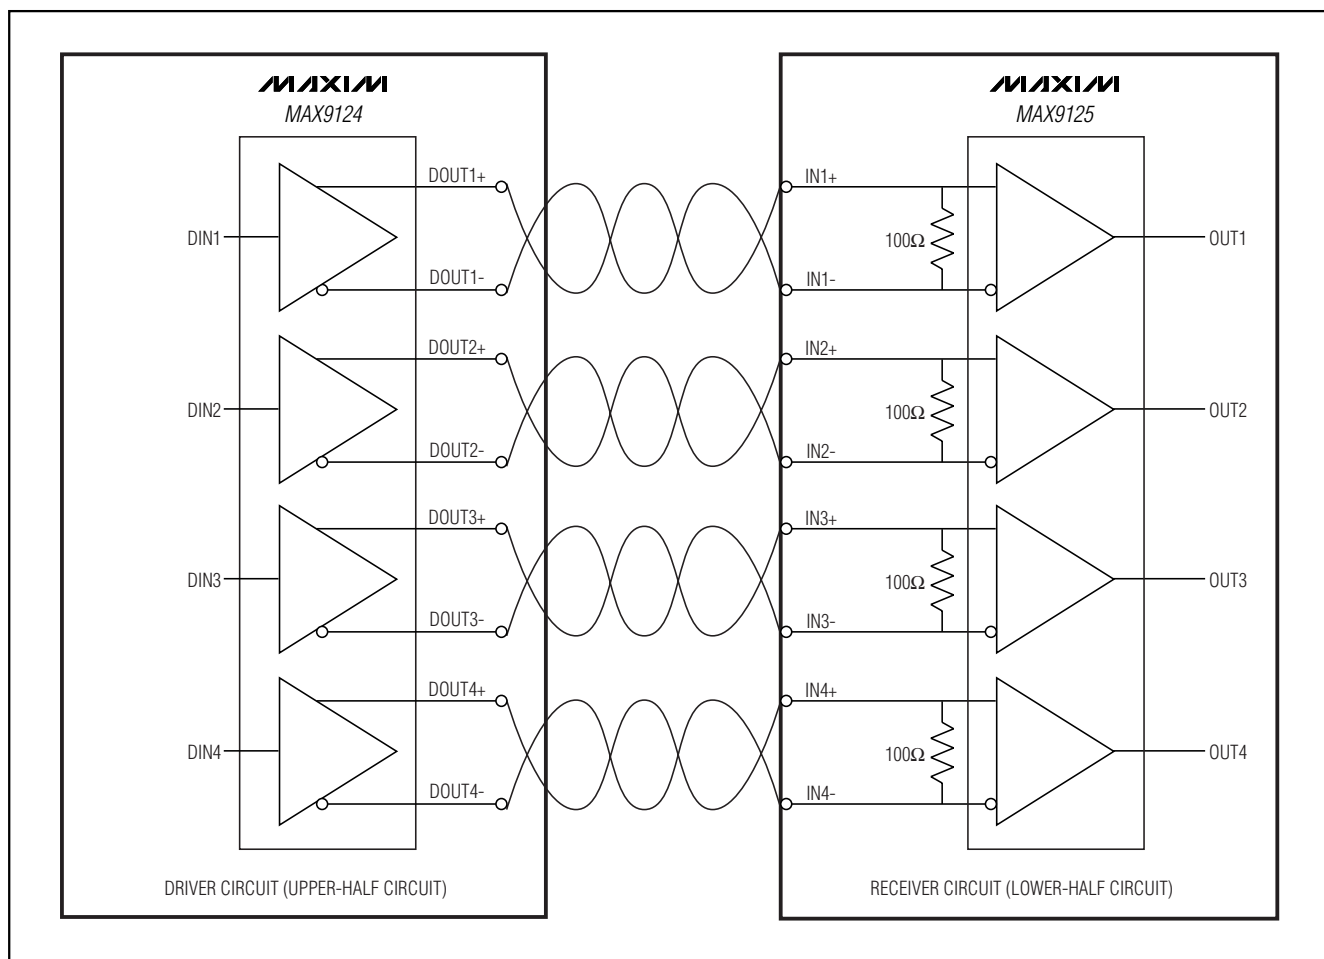 MAXIM
MAX9124
DOUT1+
DIN1
DOUT1-
DOUT2+
DIN2
DOUT2-
DOUT3+
DIN3
DOUT3-
DOUT4+
DIN4
DOUT4-
DRIVER CIRCUIT (UPPER-HALF CIRCUIT)
MAXIM
MAX9125
IN1+
100Ω
OUT1
IN1-
IN2+
100Ω
OUT2
IN2-
IN3+
100Ω
OUT3
IN3-
IN4+
100Ω
OUT4
IN4-
RECEIVER CIRCUIT (LOWER-HALF CIRCUIT)